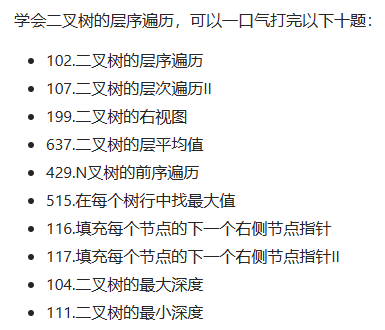 学会二叉树的层序遍历，可以一口气打完以下十题：
102.二叉树的层序遍历
107.二叉树的层次遍历II
199.二叉树的右视图
637.二叉树的层平均值
429.N叉树的前序遍历
515.在每个树行中找最大值
116.填充每个节点的下一个右侧节点指针
117.填充每个节点的下一个右侧节点指针II
104.二叉树的最大深度
111.二叉树的最小深度